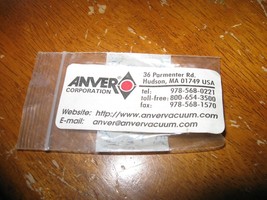 ANVER®
CORPORATION
36 Parmenter Rd.
Hudson, MA 01749 USA
tel: 978-568-0221
toll-free: 800-654-3500
fax: 978-568-1570
Website: http://www.anvervacuum.com
E-mail: anver@anvervacuum.com